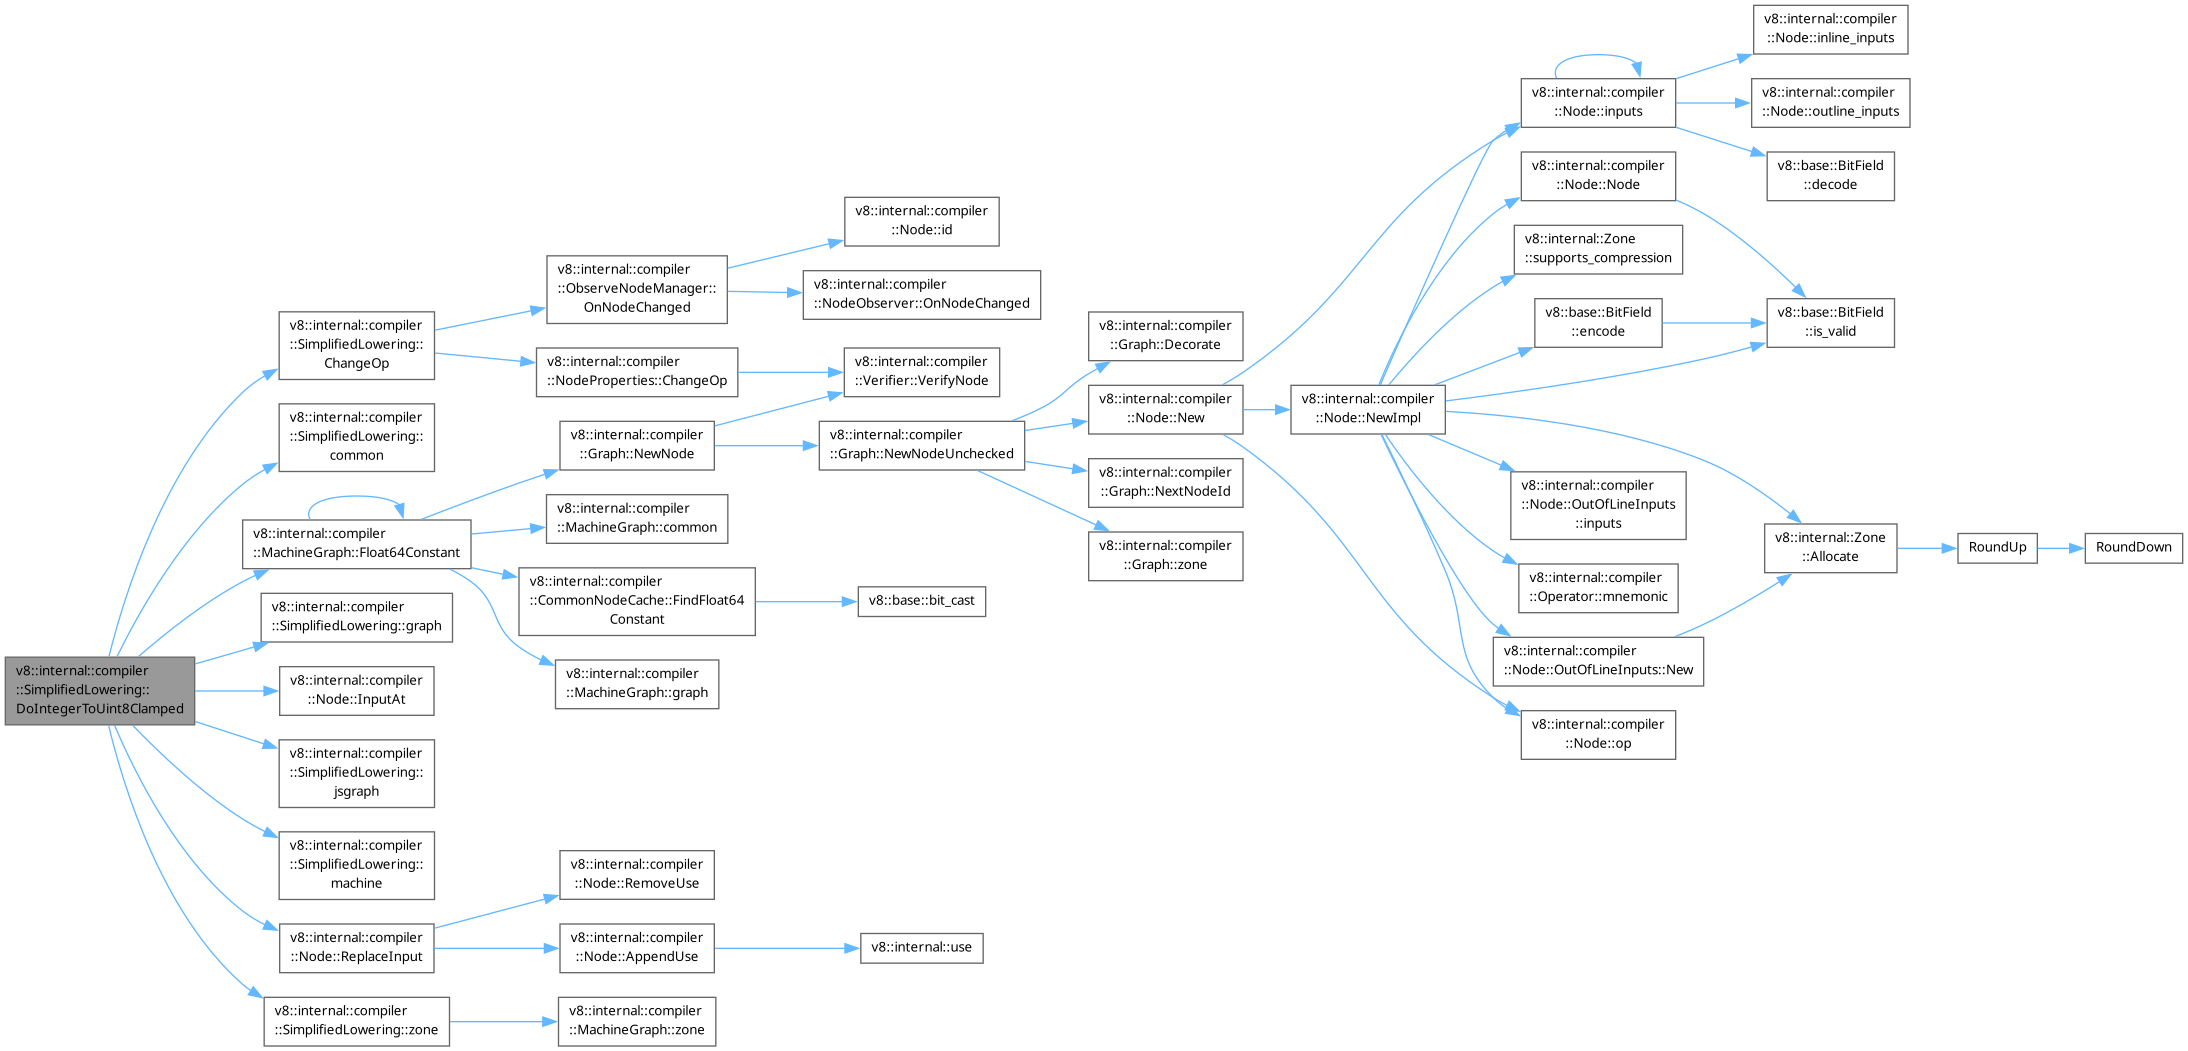 v8::internal::compiler
::SimplifiedLowering::
DoIntegerToUint8Clamped
v8::internal::compiler
::SimplifiedLowering::
ChangeOp
v8::internal::compiler
::ObserveNodeManager::
OnNodeChanged
v8::internal::compiler
::Node::id
v8::internal::compiler
::NodeObserver::OnNodeChanged
v8::internal::compiler
::NodeProperties::ChangeOp
v8::internal::compiler
::Verifier::VerifyNode
v8::internal::compiler
::SimplifiedLowering::
common
v8::internal::compiler
::MachineGraph::Float64Constant
v8::internal::compiler
::Graph::NewNode
v8::internal::compiler
::Graph::NewNodeUnchecked
v8::internal::compiler
::Graph::Decorate
v8::internal::compiler
::Node::New
v8::internal::compiler
::Graph::NextNodeId
v8::internal::compiler
::Graph::zone
v8::internal::compiler
::Node::NewImpl
v8::internal::compiler
::Node::inputs
v8::internal::compiler
::Node::inline_inputs
v8::internal::compiler
::Node::outline_inputs
v8::base::BitField
::decode
v8::internal::compiler
::Node::Node
v8::internal::Zone
::supports_compression
v8::base::BitField
::encode
v8::base::BitField
::is_valid
v8::internal::compiler
::Node::OutOfLineInputs
::inputs
v8::internal::compiler
::Operator::mnemonic
v8::internal::compiler
::Node::OutOfLineInputs::New
v8::internal::compiler
::Node::op
v8::internal::Zone
::Allocate
RoundUp
RoundDown
v8::internal::compiler
::MachineGraph::common
v8::internal::compiler
::CommonNodeCache::FindFloat64
Constant
v8::base::bit_cast
v8::internal::compiler
::MachineGraph::graph
v8::internal::compiler
::SimplifiedLowering::graph
v8::internal::compiler
::Node::InputAt
v8::internal::compiler
::SimplifiedLowering::
jsgraph
v8::internal::compiler
::SimplifiedLowering::
machine
v8::internal::compiler
::Node::ReplaceInput
v8::internal::compiler
::Node::RemoveUse
v8::internal::compiler
::Node::AppendUse
v8::internal::use
v8::internal::compiler
::SimplifiedLowering::zone
v8::internal::compiler
::MachineGraph::zone